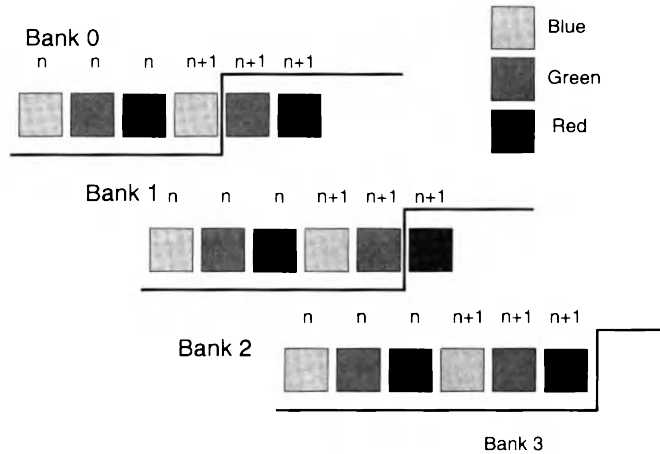 Bank 0
n n n n+1 n+1 n+1
Blue
Green
Red
Bank 1 n n n n+1 n+1 n+1
n n n n+1 n+1 n+1
Bank 2
Bank 3